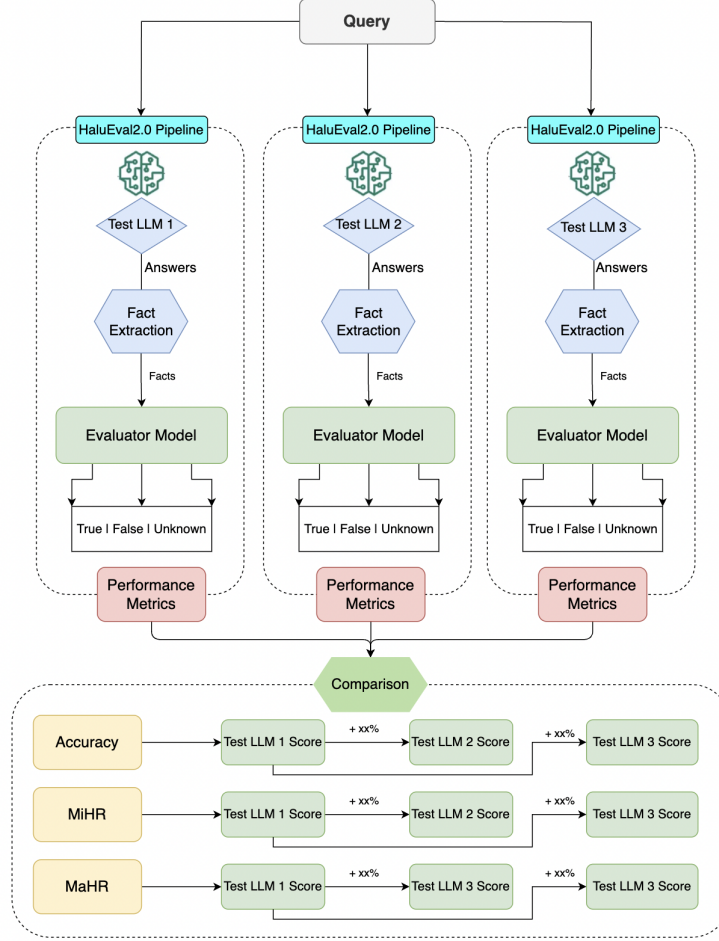 Query
HaluEval2.0 Pipeline
HaluEval2.0 Pipeline
HaluEval2.0 Pipeline
Test LLM 1
Test LLM 2
Test LLM 3
Answers
Answers
Answers
Fact
Extraction
Fact
Extraction
Fact
Extraction
Facts
Facts
Facts
Evaluator Model
Evaluator Model
Evaluator Model
True | False | Unknown
True | False | Unknown
True | False | Unknown
Performance
Metrics
Performance
Metrics
Performance
Metrics
Comparison
Accuracy
Test LLM 1 Score
+ xx%
Test LLM 2 Score
+ xx%
Test LLM 3 Score
MiHR
Test LLM 1 Score
+ xx%
Test LLM 2 Score
+ xx%
Test LLM 3 Score
MaHR
Test LLM 1 Score
+ xx%
Test LLM 3 Score
+ xx%
Test LLM 3 Score